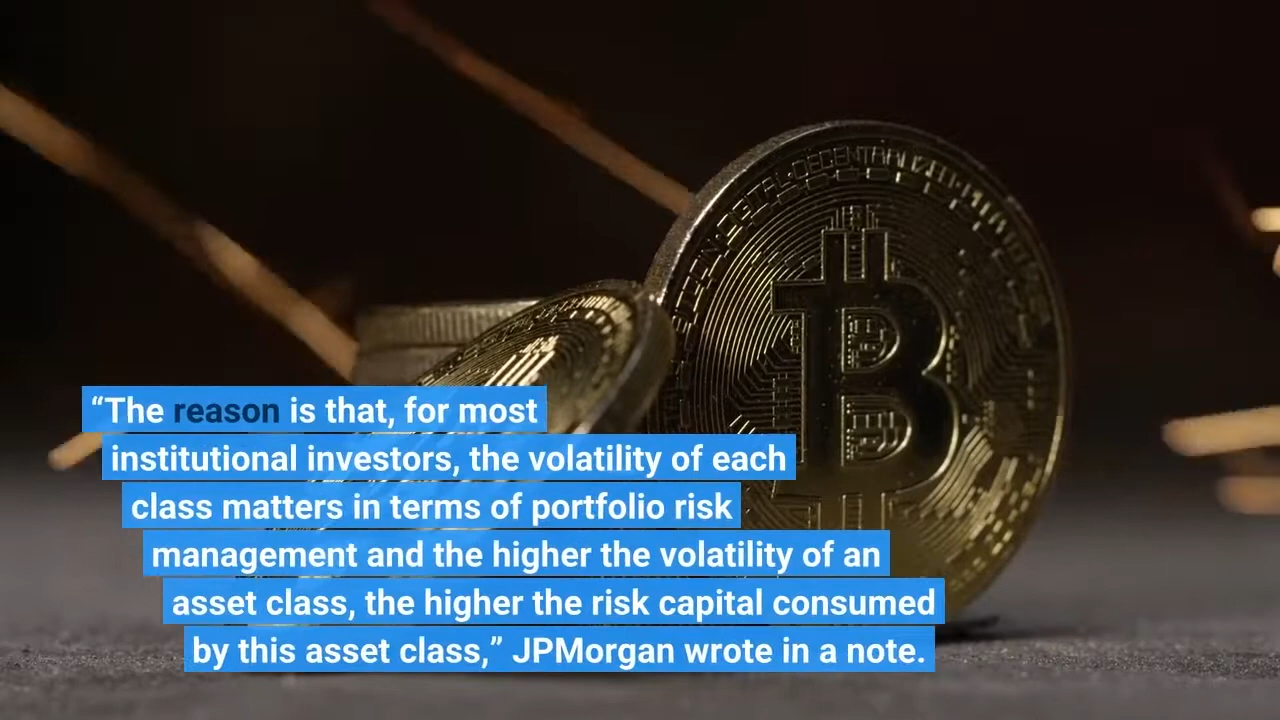 DIGITAL DECENTRALIZED
“The reason is that, for most
institutional investors, the volatility of each
class matters in terms of portfolio risk
management and the higher the volatility of an
asset class, the higher the risk capital consumed
by this asset class,” JPMorgan wrote in a note.